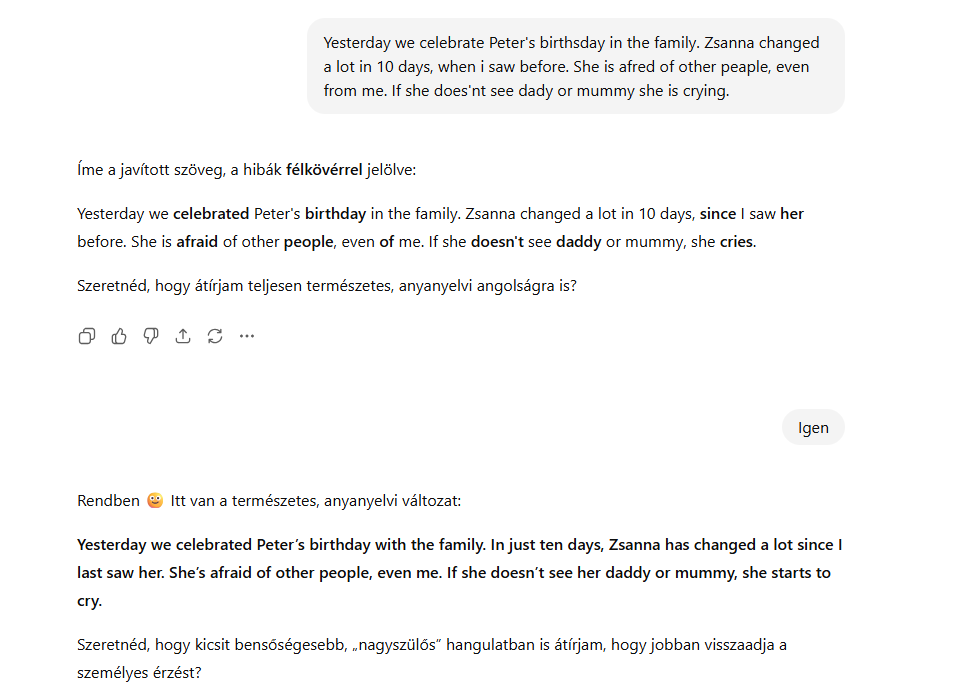 Yesterday we celebrate Peter's birthsday in the family. Zsanna changed
a lot in 10 days, when i saw before. She is afred of other peaple, even
from me. If she does'nt see dady or mummy she is crying.
Íme a javított szöveg, a hibák félkövérrel jelölve:
Yesterday we celebrated Peter's birthday in the family. Zsanna changed a lot in 10 days, since I saw her
before. She is afraid of other people, even of me. If she doesn't see daddy or mummy, she cries.
Szeretnéd, hogy átírjam teljesen természetes, anyanyelvi angolságra is?
Igen
Rendben 😊 Itt van a természetes, anyanyelvi változat:
Yesterday we celebrated Peter’s birthday with the family. In just ten days, Zsanna has changed a lot since I
last saw her. She’s afraid of other people, even me. If she doesn’t see her daddy or mummy, she starts to
cry.
Szeretnéd, hogy kicsit bensőségesebb, „nagyszülős” hangulatban is átírjam, hogy jobban visszaadja a
személyes érzést?